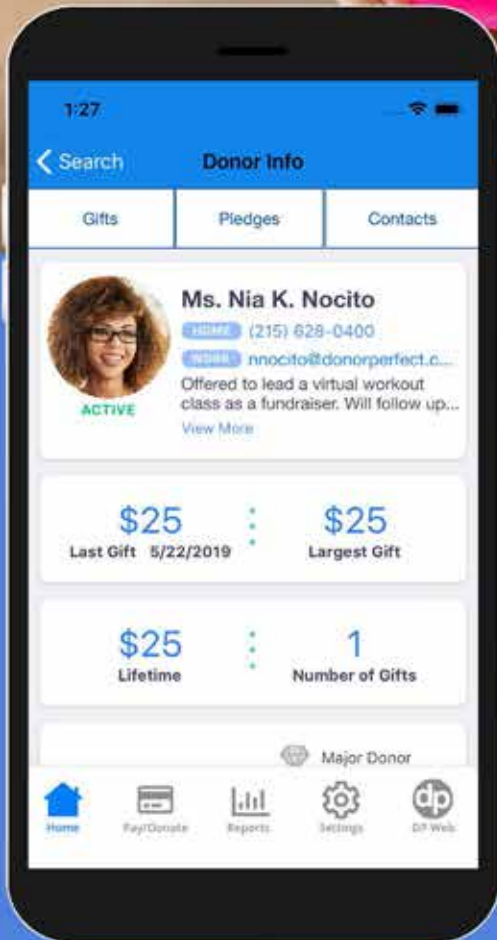 1:27
Search
Donor Info
Gifts
Pledges
Contacts
Ms. Nia K. Nocito
HOME (215) 628-0400
WORK nnocito@donorperfect.c...
Offered to lead a virtual workout
class as a fundraiser. Will follow up...
View More
ACTIVE
$25
Last Gift 5/22/2019
$25
Largest Gift
$25
Lifetime
1
Number of Gifts
Major Donor
Home
Pay/Donate
Reports
Settings
dp
DP Web